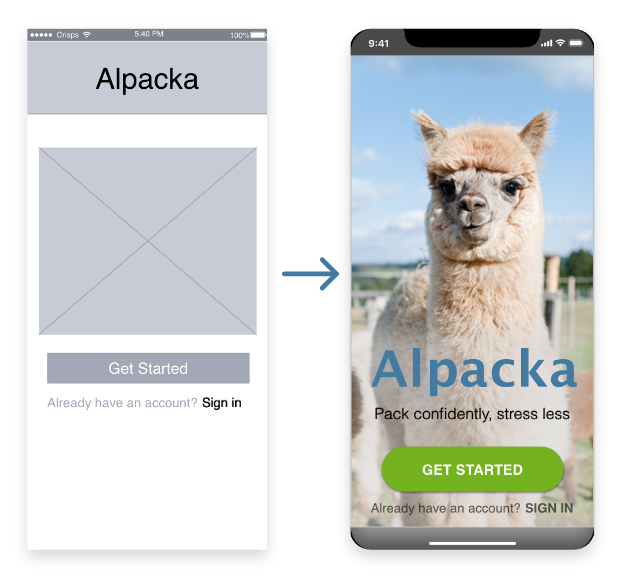 Crisps 5:40 PM 100%
Alpacka
Get Started
Already have an account? Sign in
9:41
Alpacka
Pack confidently, stress less
GET STARTED
Already have an account? SIGN IN